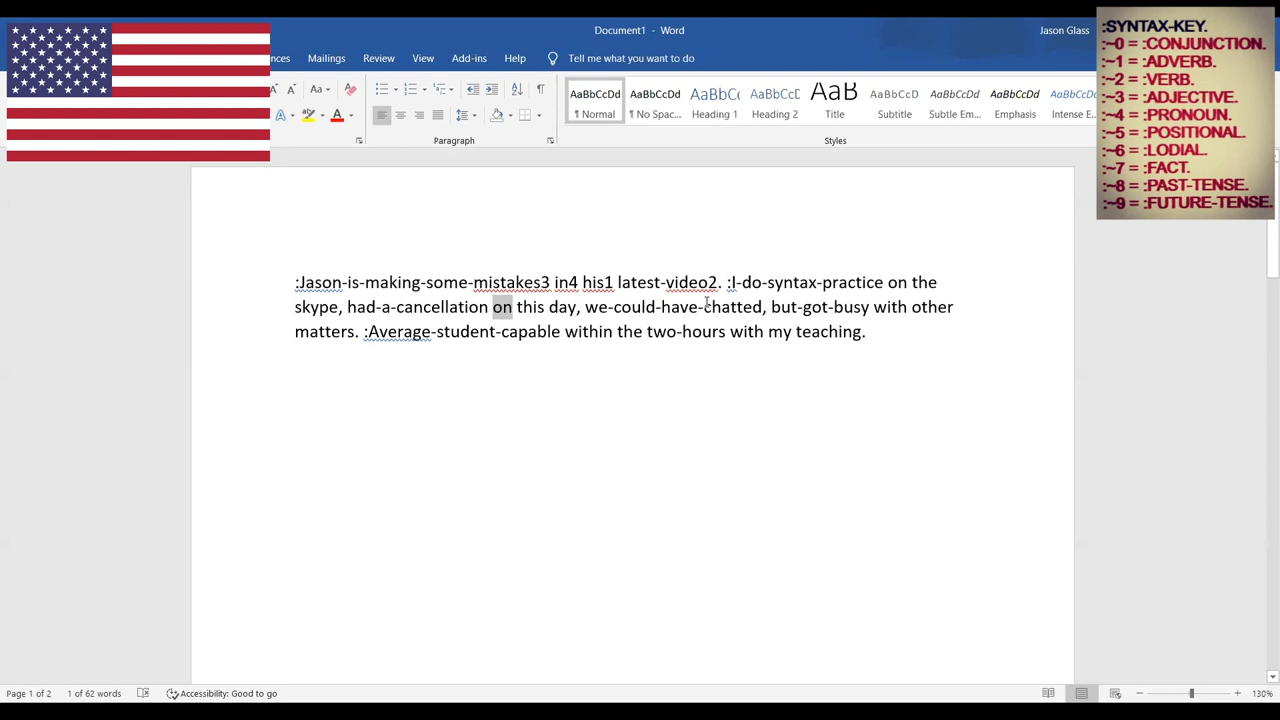 Document1 - Word
Jason Glass
ences Mailings Review View Add-ins Help Tell me what you want to do
Aa
AaBbCcDd AaBbCcDd AaBbC( AaBbCcC AaB AaBbCcD AaBbCcDd AaBbCcDd AaBbCcDd
¶ Normal ¶ No Spac... Heading 1 Heading 2 Title Subtitle Subtle Em... Emphasis Intense E...
Paragraph
Styles
:SYNTAX-KEY.
:~0 = :CONJUNCTION.
:~1 = :ADVERB.
:~2 = :VERB.
:~3 = :ADJECTIVE.
:~4 = :PRONOUN.
:~5 = :POSITIONAL.
:~6 = :LODIAL.
:~7 = :FACT.
:~8 = :PAST-TENSE.
:~9 = :FUTURE-TENSE.
:Jason-is-making-some-mistakes3 in4 his1 latest-video2. :I-do-syntax-practice on the
skype, had-a-cancellation on this day, we-could-have-chatted, but-got-busy with other
matters. :Average-student-capable within the two-hours with my teaching.
Page 1 of 2 1 of 62 words Accessibility: Good to go
130%